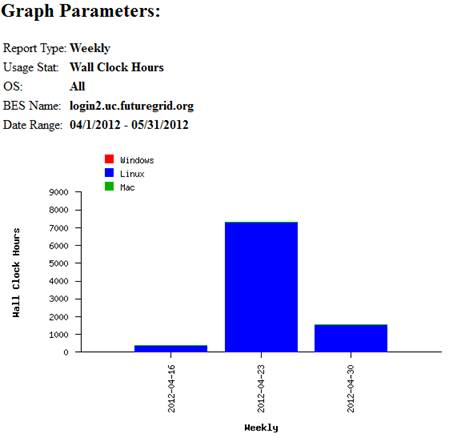 Graph Parameters:
Report Type: Weekly
Usage Stat: Wall Clock Hours
OS: All
BES Name: login2.uc.futuregrid.org
Date Range: 04/1/2012 - 05/31/2012
Windows
Linux
Mac
9000
8000
7000
6000
5000
4000
3000
2000
1000
0
Wall Clock Hours
2012-04-16
2012-04-23
2012-04-30
Weekly